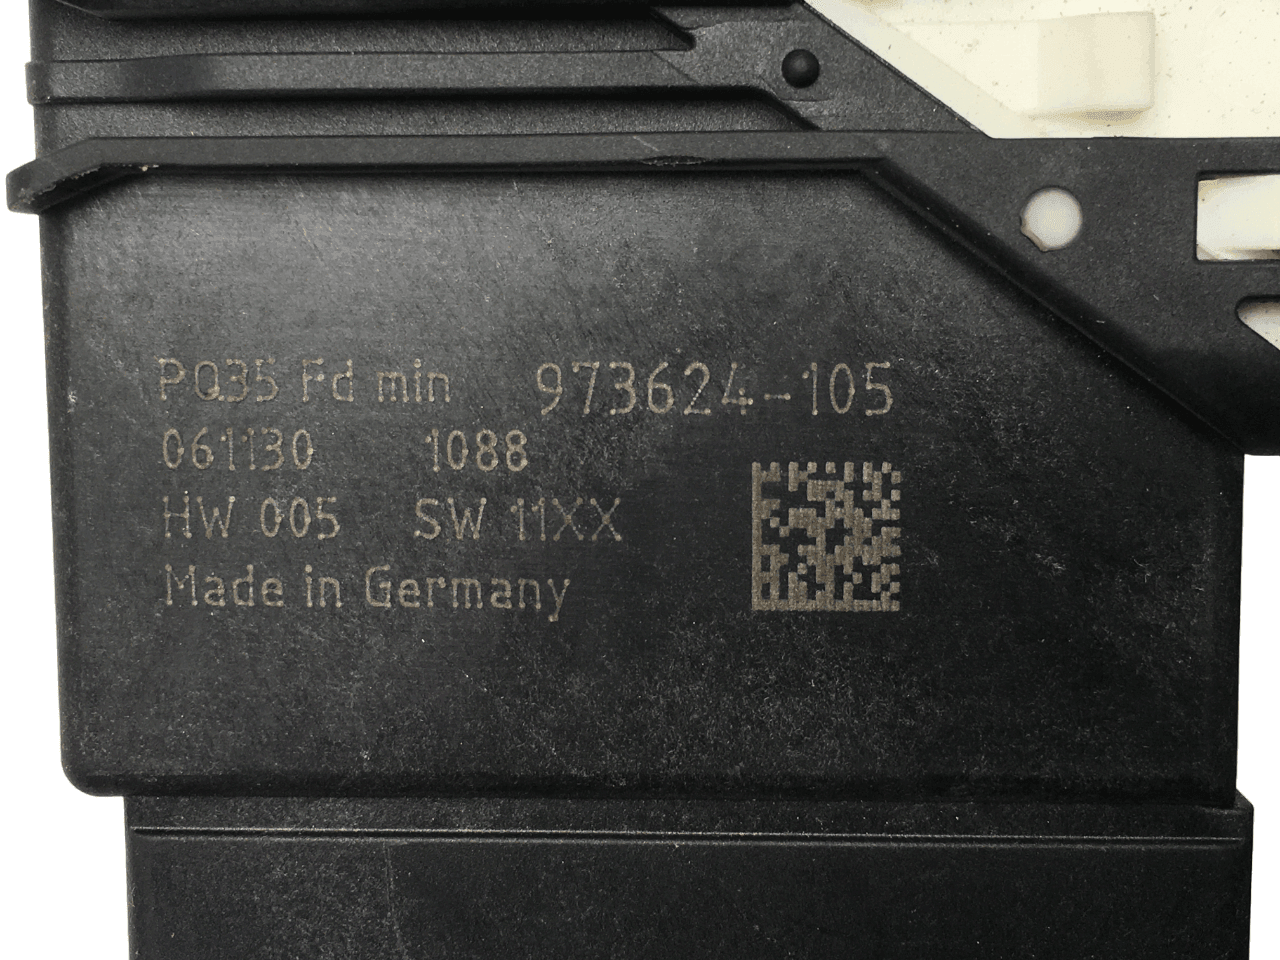 PQ35 Fd min 973624-105
061130 1088
HW 005 SW 11XX
Made in Germany